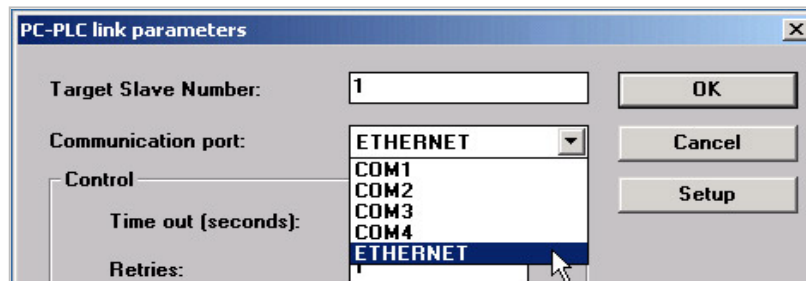 PC-PLC link parameters
Target Slave Number: 1 OK
Communication port: ETHERNET Cancel
COM1
Control
COM2 Setup
COM3
Time out (seconds):
COM4
ETHERNET
Retries: